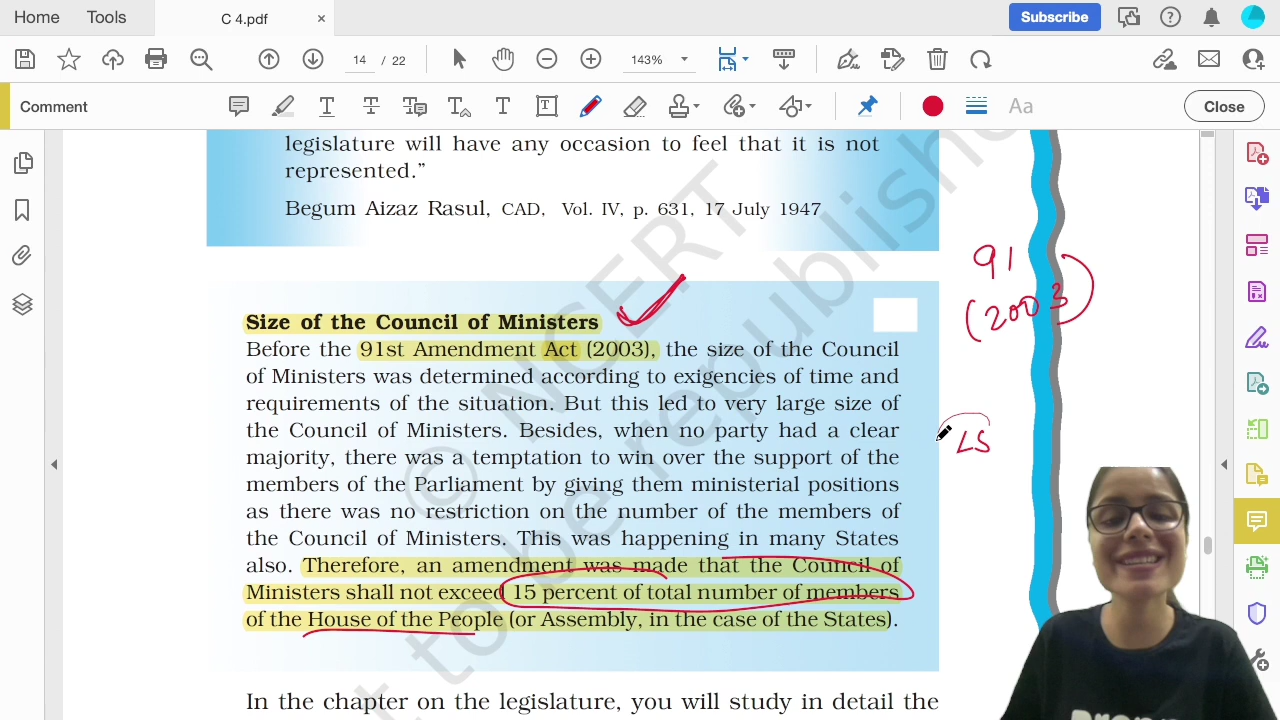 Home Tools C 4.pdf × Subscribe
14 / 22 143%
Comment Aa Close
legislature will have any occasion to feel that it is not
represented.”
Begum Aizaz Rasul, CAD, Vol. IV, p. 631, 17 July 1947
91
(2003)
Size of the Council of Ministers
Before the 91st Amendment Act (2003), the size of the Council
of Ministers was determined according to exigencies of time and
requirements of the situation. But this led to very large size of
the Council of Ministers. Besides, when no party had a clear
LS
majority, there was a temptation to win over the support of the
members of the Parliament by giving them ministerial positions
as there was no restriction on the number of the members of
the Council of Ministers. This was happening in many States
also. Therefore, an amendment was made that the Council of
Ministers shall not exceed 15 percent of total number of members
of the House of the People (or Assembly, in the case of the States).
In the chapter on the legislature, you will study in detail the
© NCERT
not to be republished